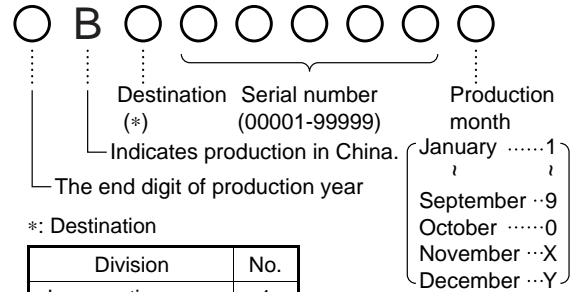 B
Destination Serial number Production
(*) (00001-99999) month
Indicates production in China. January ······1
The end digit of production year ~ ~
September ··9
*: Destination October ······0
November ···X
Division No. December ···Y